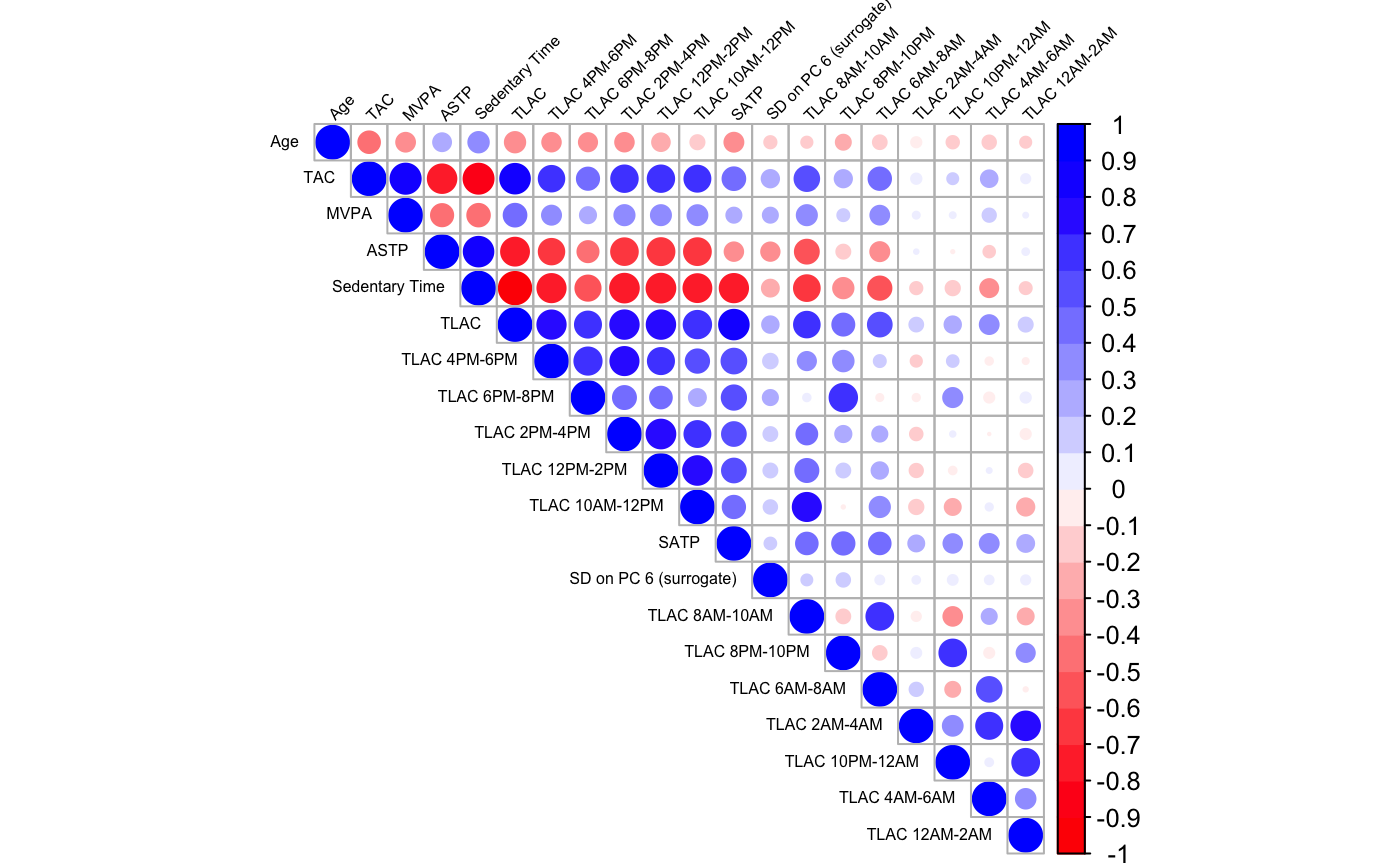 Age
TAC
MVPA
ASTP
Sedentary Time
TLAC
TLAC 4PM-6PM
TLAC 6PM-8PM
TLAC 2PM-4PM
TLAC 12PM-2PM
TLAC 10AM-12PM
SATP
SD on PC 6 (surrogate)
TLAC 8AM-10AM
TLAC 8PM-10PM
TLAC 6AM-8AM
TLAC 2AM-4AM
TLAC 10PM-12AM
TLAC 4AM-6AM
TLAC 12AM-2AM
Age
TAC
MVPA
ASTP
Sedentary Time
TLAC
TLAC 4PM-6PM
TLAC 6PM-8PM
TLAC 2PM-4PM
TLAC 12PM-2PM
TLAC 10AM-12PM
SATP
SD on PC 6 (surrogate)
TLAC 8AM-10AM
TLAC 8PM-10PM
TLAC 6AM-8AM
TLAC 2AM-4AM
TLAC 10PM-12AM
TLAC 4AM-6AM
TLAC 12AM-2AM
1
0.9
0.8
0.7
0.6
0.5
0.4
0.3
0.2
0.1
0
-0.1
-0.2
-0.3
-0.4
-0.5
-0.6
-0.7
-0.8
-0.9
-1